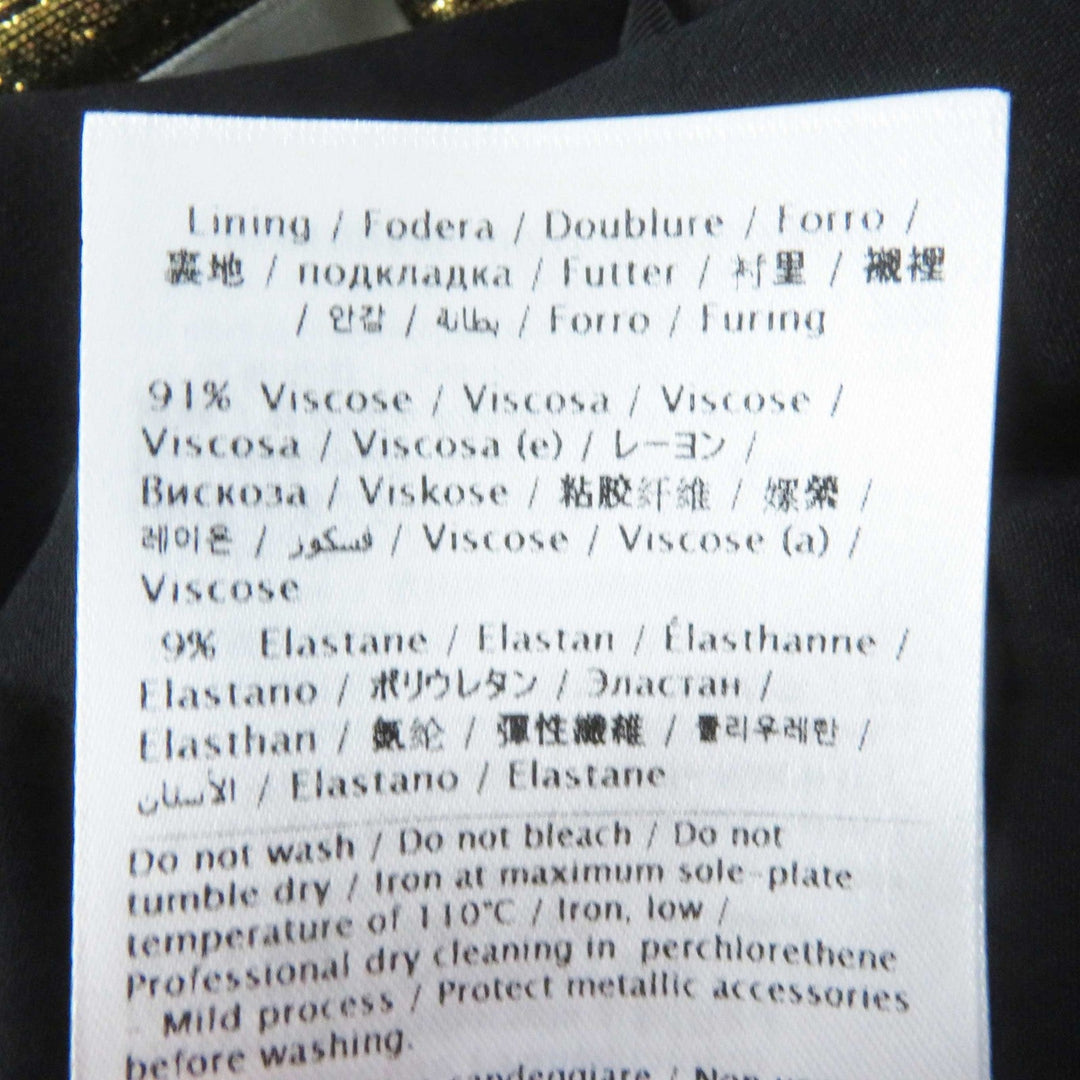 Lining / Fodera / Doublure / Forro /
裏地 / подкладка / Futter / 衬里 / 襯裡
/ 안감 / بطانة / Forro / Furing
91% Viscose / Viscosa / Viscose /
Viscosa / Viscosa (e) / レーヨン /
Вискоза / Viskose / 粘胶纤维 / 嫘縈 /
레이온 / فسكوز / Viscose / Viscose (a) /
Viscose
9% Elastane / Elastan / Élasthanne /
Elastano / ポリウレタン / Эластан /
Elasthan / 氨纶 / 彈性纖維 / 폴리우레탄 /
الأستان / Elastano / Elastane
Do not wash / Do not bleach / Do not
tumble dry / Iron at maximum sole-plate
temperature of 110°C / Iron, low /
Professional dry cleaning in perchlorethene
- Mild process / Protect metallic accessories
before washing.
candeggiare / Non